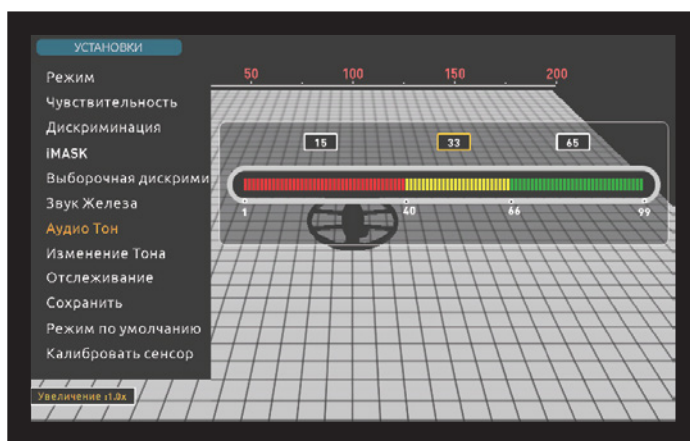 УСТАНОВКИ
Режим
Чувствительность
Дискриминация
iMASK
Выборочная дискрими
Звук Железа
Аудио Тон
Изменение Тона
Отслеживание
Сохранить
Режим по умолчанию
Калибровать сенсор
Увеличение :1.0x
50 100 150 200
15 33 65
1 40 66 99